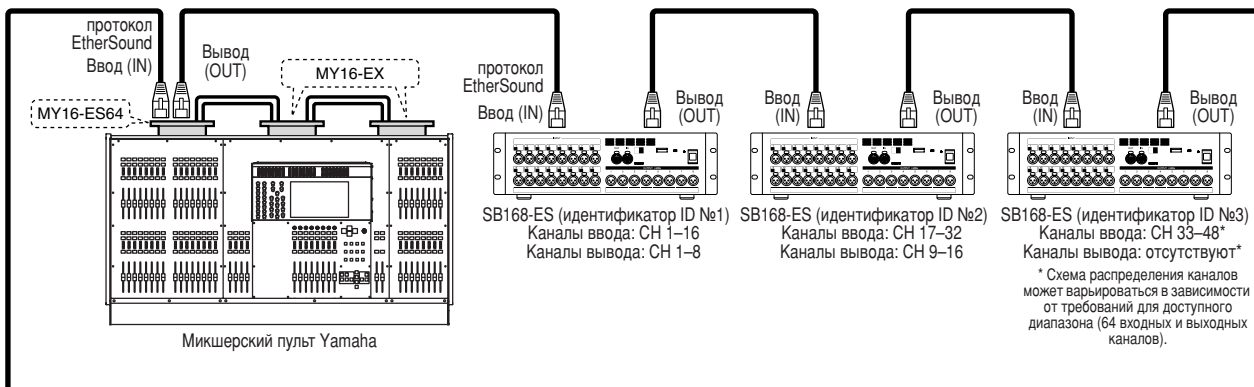 протокол
EtherSound
Ввод (IN)
Вывод
(OUT)
MY16-EX
MY16-ES64
Микшерский пульт Yamaha
протокол
EtherSound
Ввод (IN)
Вывод
(OUT)
SB168-ES (идентификатор ID №1)
Каналы ввода: CH 1–16
Каналы вывода: CH 1–8
Ввод
(IN)
Вывод
(OUT)
SB168-ES (идентификатор ID №2)
Каналы ввода: CH 17–32
Каналы вывода: CH 9–16
Ввод
(IN)
Вывод
(OUT)
SB168-ES (идентификатор ID №3)
Каналы ввода: CH 33–48*
Каналы вывода: отсутствуют*
* Схема распределения каналов
может варьироваться в зависимости
от требований для доступного
диапазона (64 входных и выходных
каналов).